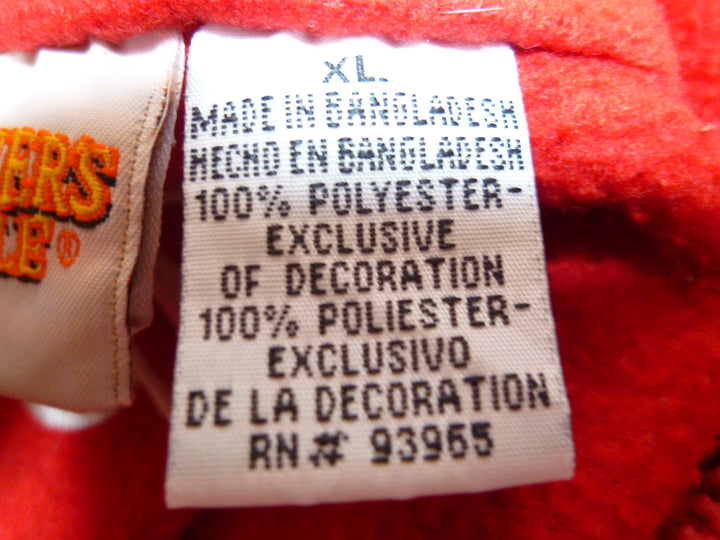 XL.
MADE IN BANGLADESH
HECHO EN BANGLADESH
100% POLYESTER-
EXCLUSIVE
OF DECORATION
100% POLIESTER-
EXCLUSIVO
DE LA DECORATION
RN# 93965